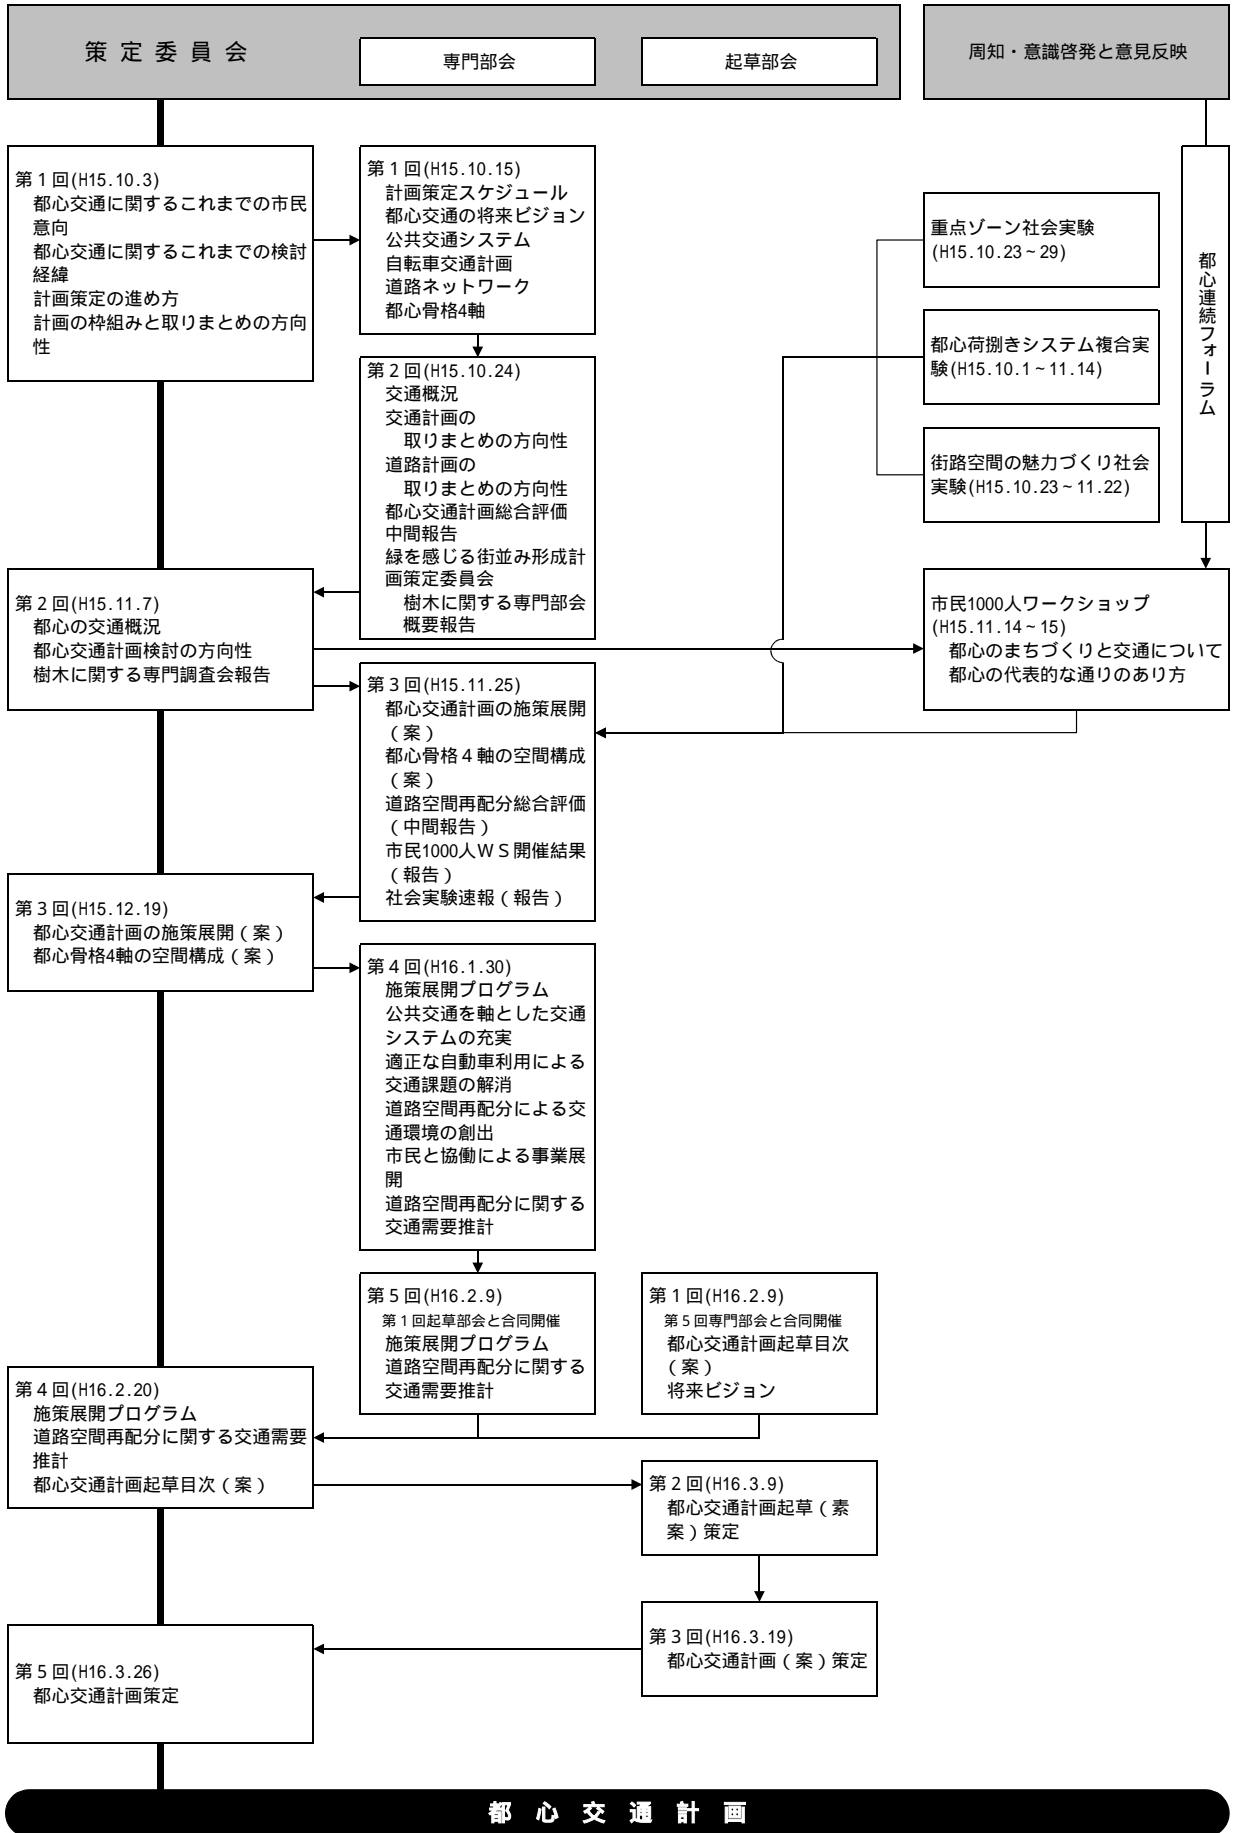 策定委員会
専門部会
起草部会
周知・意識啓発と意見反映
第１回(H15.10.3)
都心交通に関するこれまでの市民
意向
都心交通に関するこれまでの検討
経緯
計画策定の進め方
計画の枠組みと取りまとめの方向
性
第１回(H15.10.15)
計画策定スケジュール
都心交通の将来ビジョン
公共交通システム
自転車交通計画
道路ネットワーク
都心骨格4軸
第２回(H15.10.24)
交通概況
交通計画の
取りまとめの方向性
道路計画の
取りまとめの方向性
都心交通計画総合評価
中間報告
緑を感じる街並み形成計
画策定委員会
樹木に関する専門部会
概要報告
重点ゾーン社会実験
(H15.10.23～29)
都心荷捌きシステム複合実
験(H15.10.1～11.14)
街路空間の魅力づくり社会
実験(H15.10.23～11.22)
都心連続フォーラム
第２回(H15.11.7)
都心の交通概況
都心交通計画検討の方向性
樹木に関する専門調査会報告
市民1000人ワークショップ
(H15.11.14～15)
都心のまちづくりと交通について
都心の代表的な通りのあり方
第３回(H15.11.25)
都心交通計画の施策展開
（案）
都心骨格４軸の空間構成
（案）
道路空間再配分総合評価
（中間報告）
市民1000人ＷＳ開催結果
（報告）
社会実験速報（報告）
第３回(H15.12.19)
都心交通計画の施策展開（案）
都心骨格4軸の空間構成（案）
第４回(H16.1.30)
施策展開プログラム
公共交通を軸とした交通
システムの充実
適正な自動車利用による
交通課題の解消
道路空間再配分による交
通環境の創出
市民と協働による事業展
開
道路空間再配分に関する
交通需要推計
第５回(H16.2.9)
第１回起草部会と合同開催
施策展開プログラム
道路空間再配分に関する
交通需要推計
第１回(H16.2.9)
第５回専門部会と合同開催
都心交通計画起草目次
（案）
将来ビジョン
第４回(H16.2.20)
施策展開プログラム
道路空間再配分に関する交通需要
推計
都心交通計画起草目次（案）
第２回(H16.3.9)
都心交通計画起草（素
案）策定
第３回(H16.3.19)
都心交通計画（案）策定
第５回(H16.3.26)
都心交通計画策定
都心交通計画